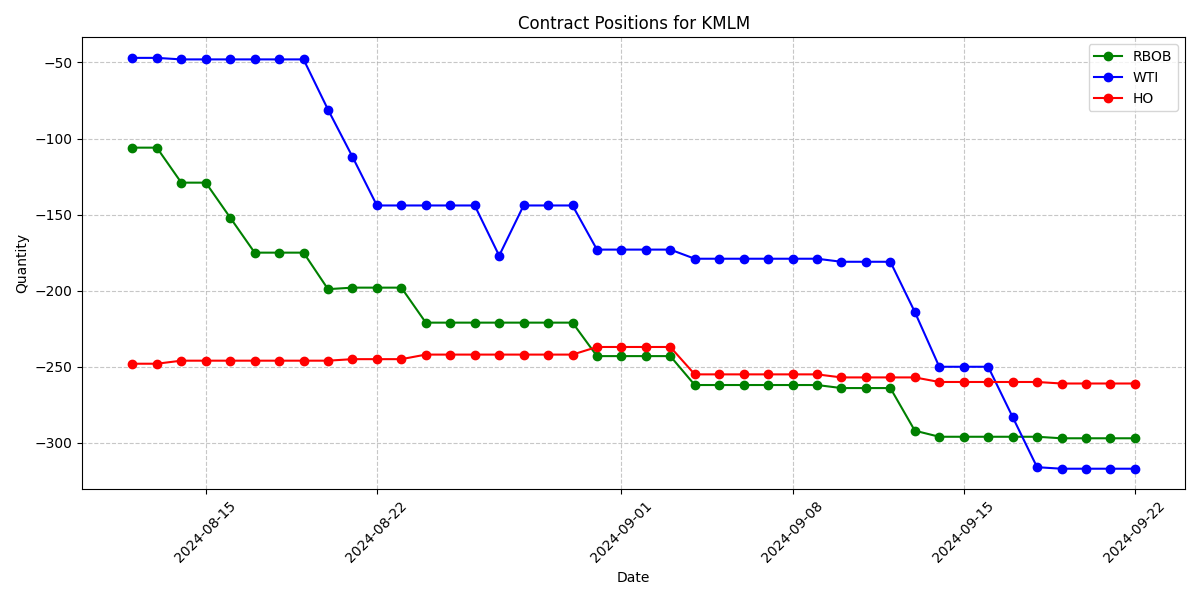 Contract Positions for KMLM
RBOB
WTI
HO
Quantity
−50
−100
−150
−200
−250
−300
2024-08-15
2024-08-22
2024-09-01
2024-09-08
2024-09-15
2024-09-22
Date